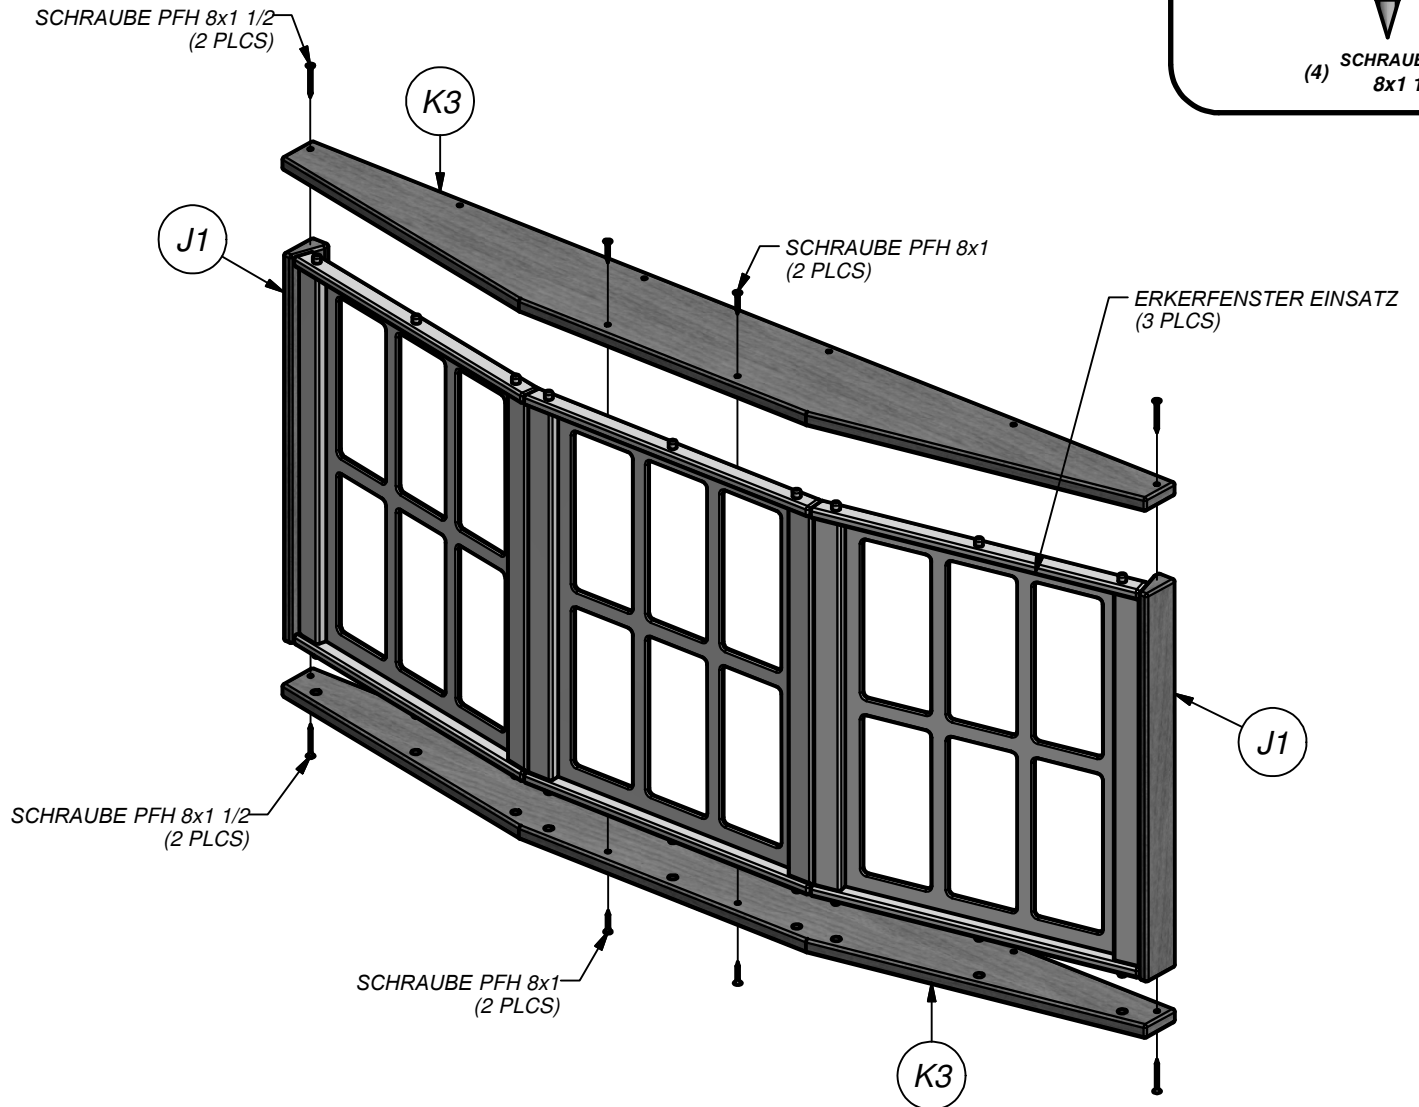 SCHRAUBE PFH 8x1 1/2
(2 PLCS)
K3
(4)
8x1 1
J1
SCHRAUBE PFH 8x1
(2 PLCS)
ERKERFENSTER EINSATZ
(3 PLCS)
J1
SCHRAUBE PFH 8x1 1/2
(2 PLCS)
SCHRAUBE PFH 8x1
(2 PLCS)
K3